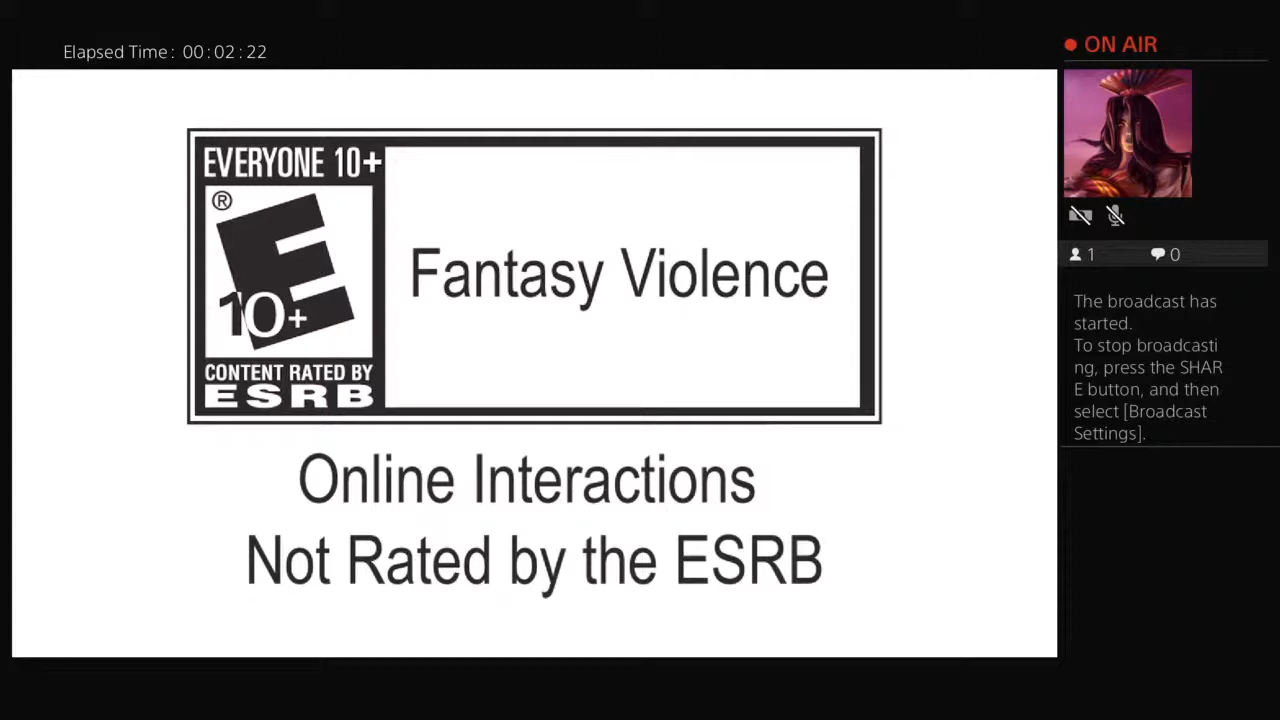 Elapsed Time: 00:02:22
ON AIR
EVERYONE 10+
®
E
10+
CONTENT RATED BY
ESRB
Fantasy Violence
Online Interactions
Not Rated by the ESRB
1 0
The broadcast has
started.
To stop broadcasti
ng, press the SHAR
E button, and then
select [Broadcast
Settings].